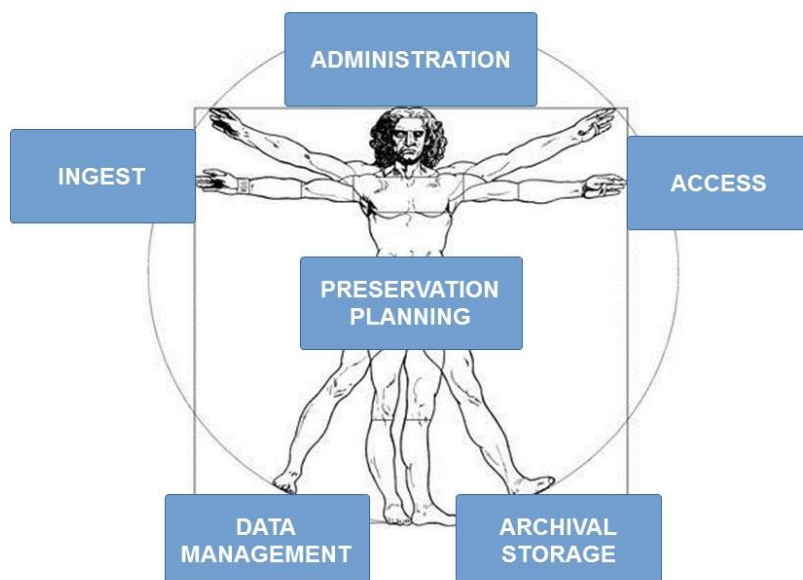 ADMINISTRATION
INGEST
ACCESS
PRESERVATION
PLANNING
DATA
MANAGEMENT
ARCHIVAL
STORAGE